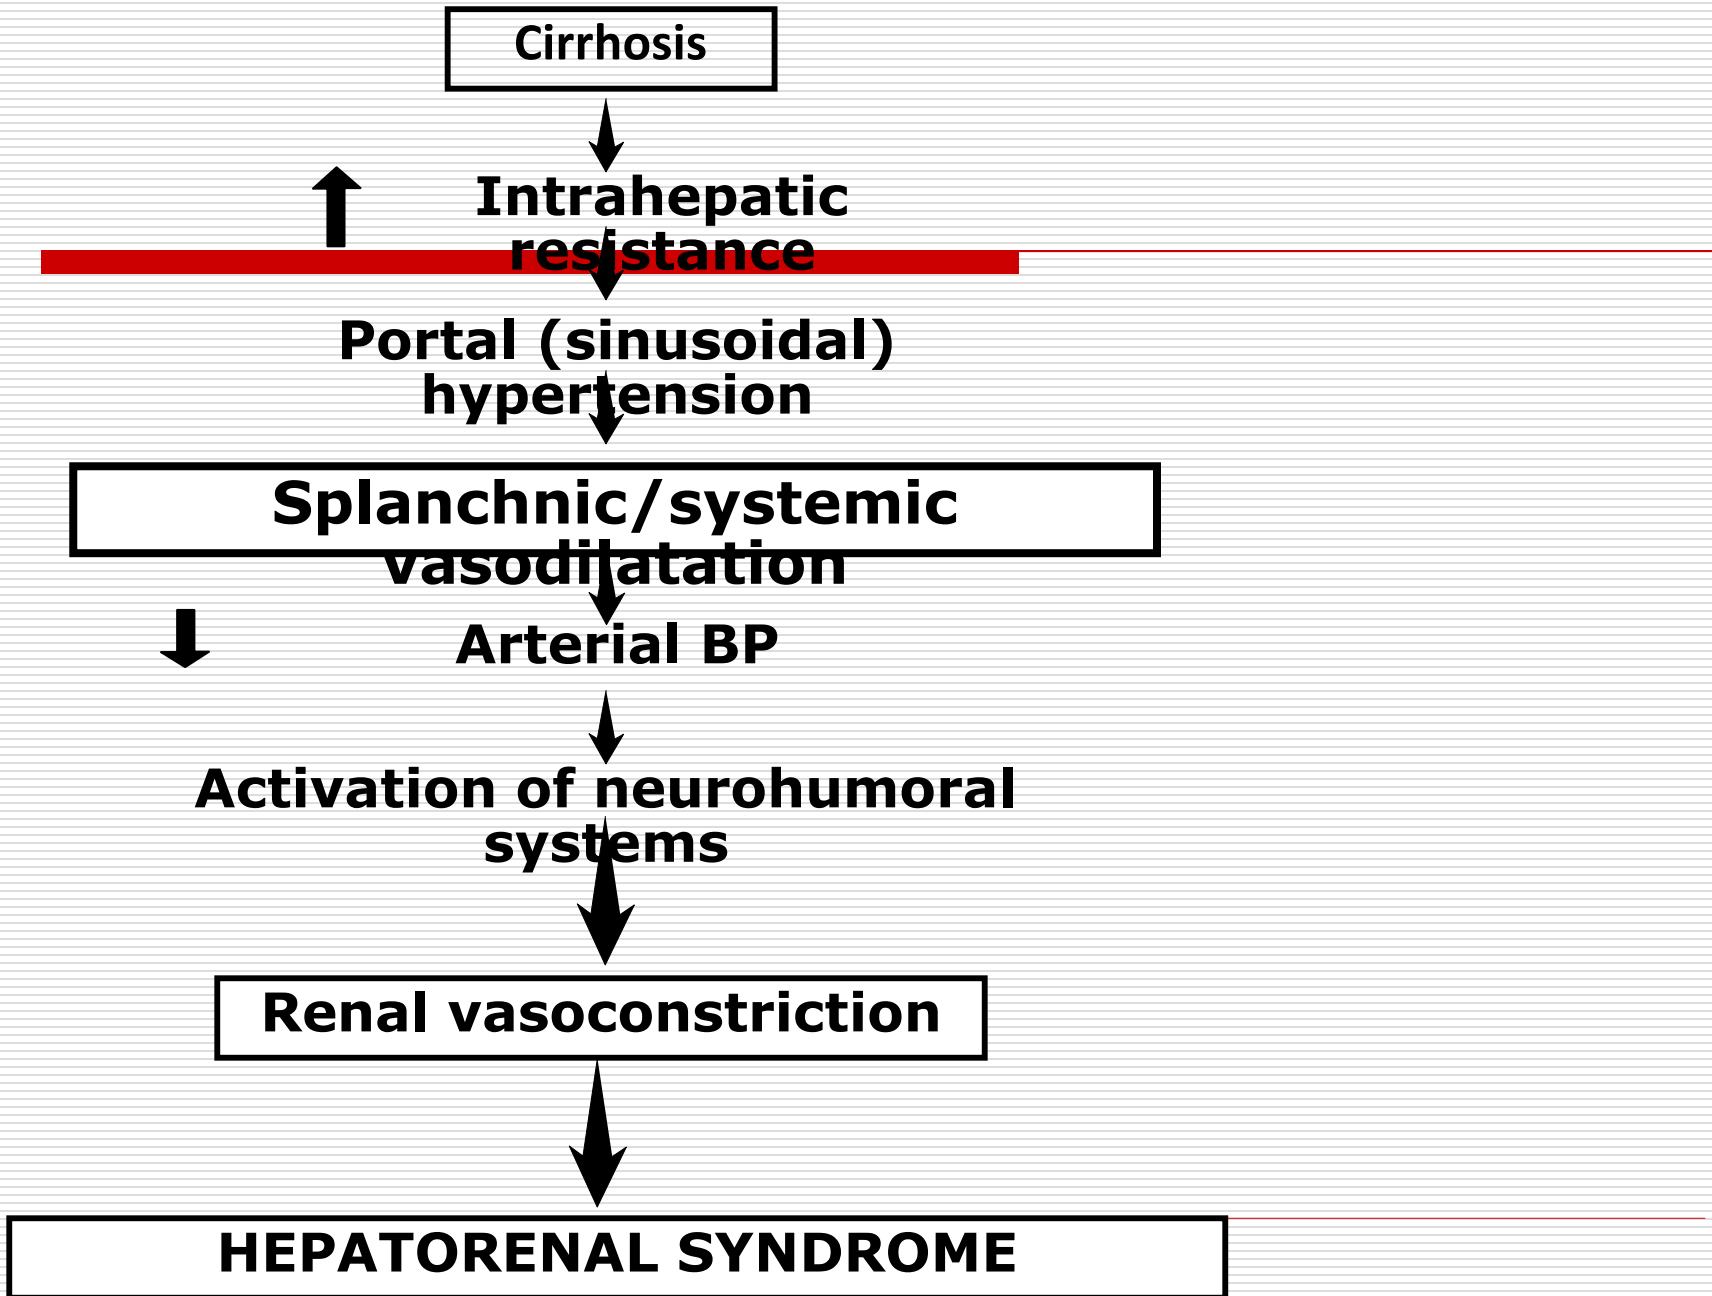 Cirrhosis
Intrahepatic
resistance
Portal (sinusoidal)
hypertension
Splanchnic/systemic
vasodilatation
Arterial BP
Activation of neurohumoral
systems
Renal vasoconstriction
HEPATORENAL SYNDROME